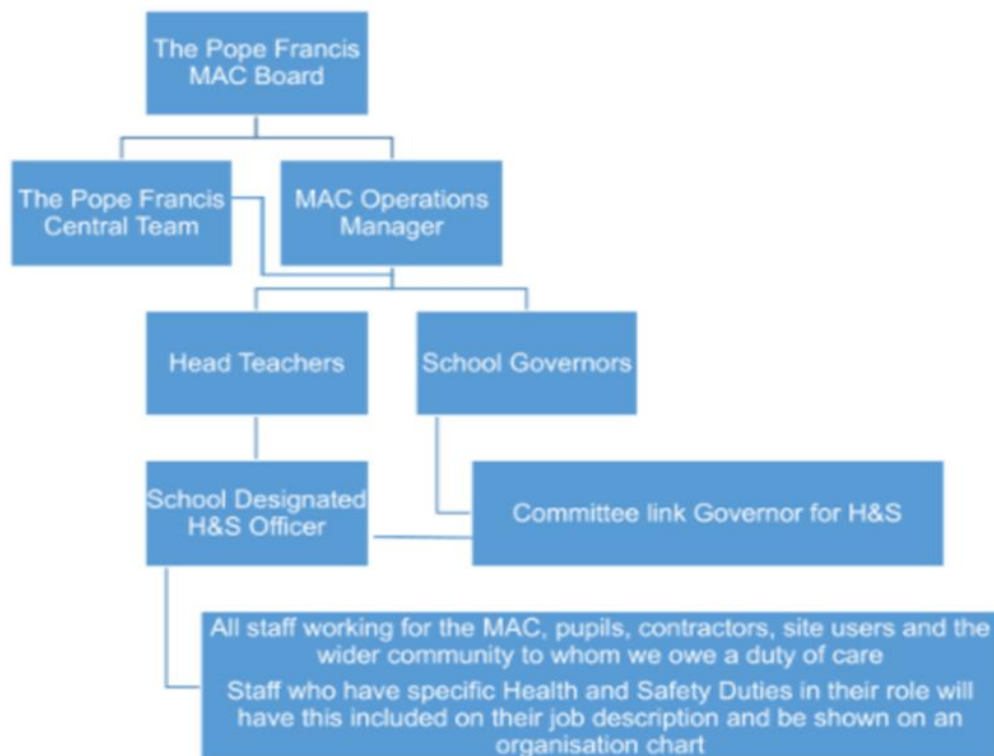 The Pope Francis
MAC Board
The Pope Francis
Central Team
MAC Operations
Manager
Head Teachers
School Governors
School Designated
H&S Officer
Committee link Governor for H&S
All staff working for the MAC, pupils, contractors, site users and the
wider community to whom we owe a duty of care
Staff who have specific Health and Safety Duties in their role will
have this included on their job description and be shown on an
organisation chart